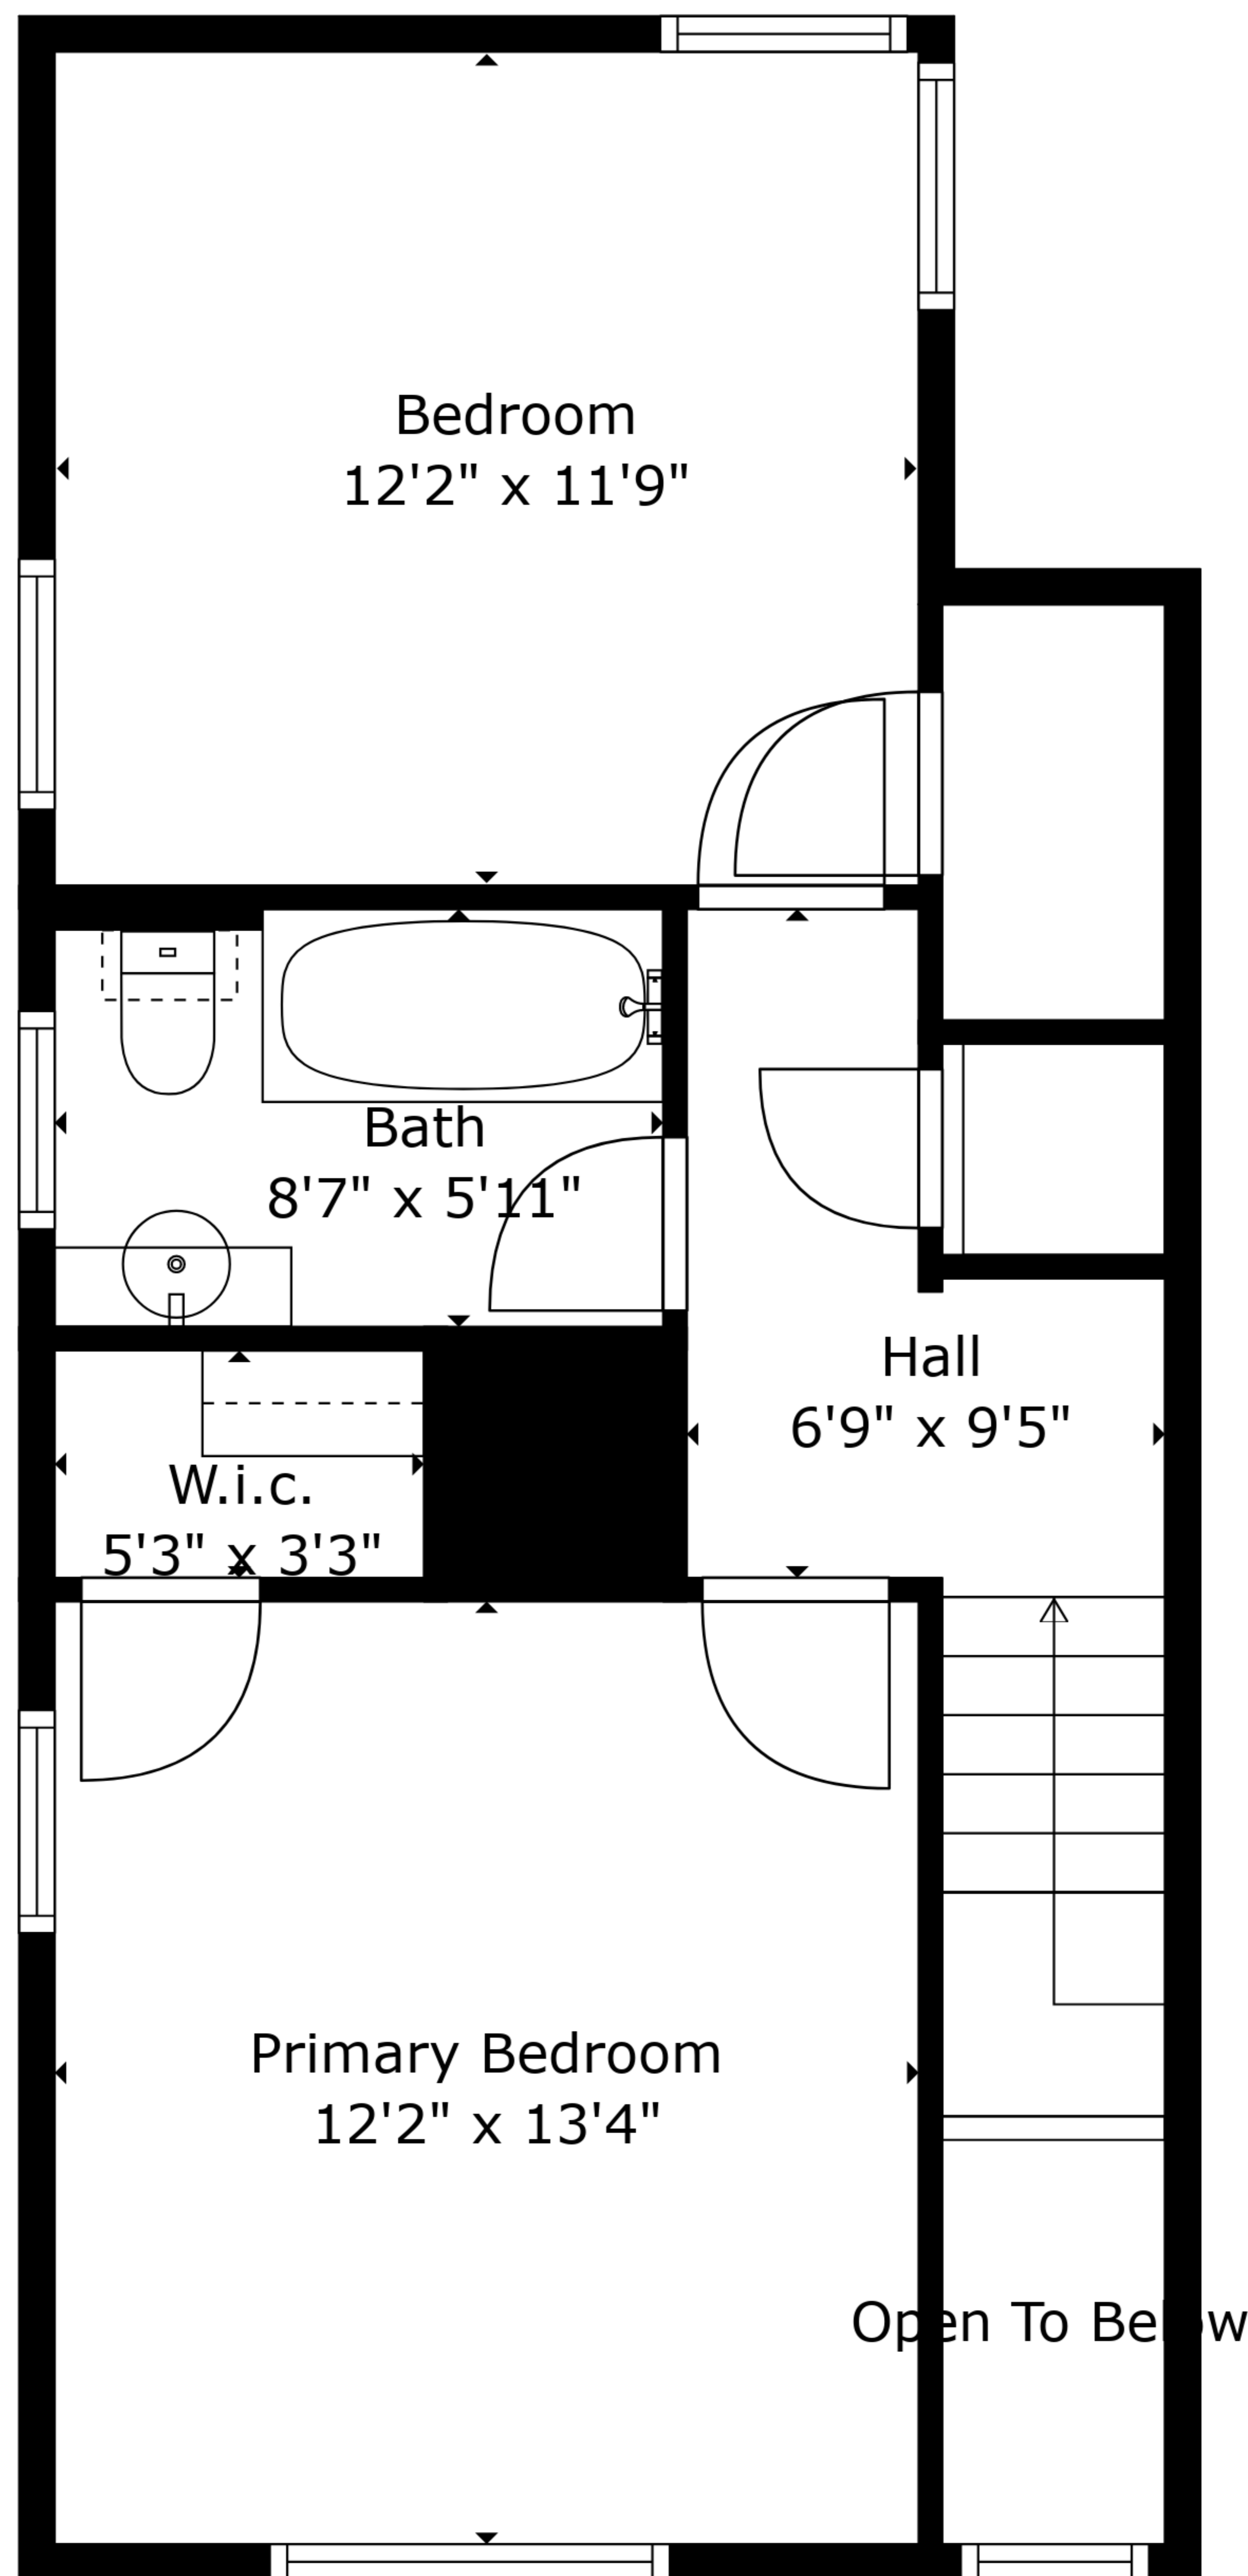 Bedroom
12'2" x 11'9"
Bath
8'7" x 5'11"
Hall
6'9" x 9'5"
W.i.c.
5'3" x 3'3"
Primary Bedroom
12'2" x 13'4"
Open To Below